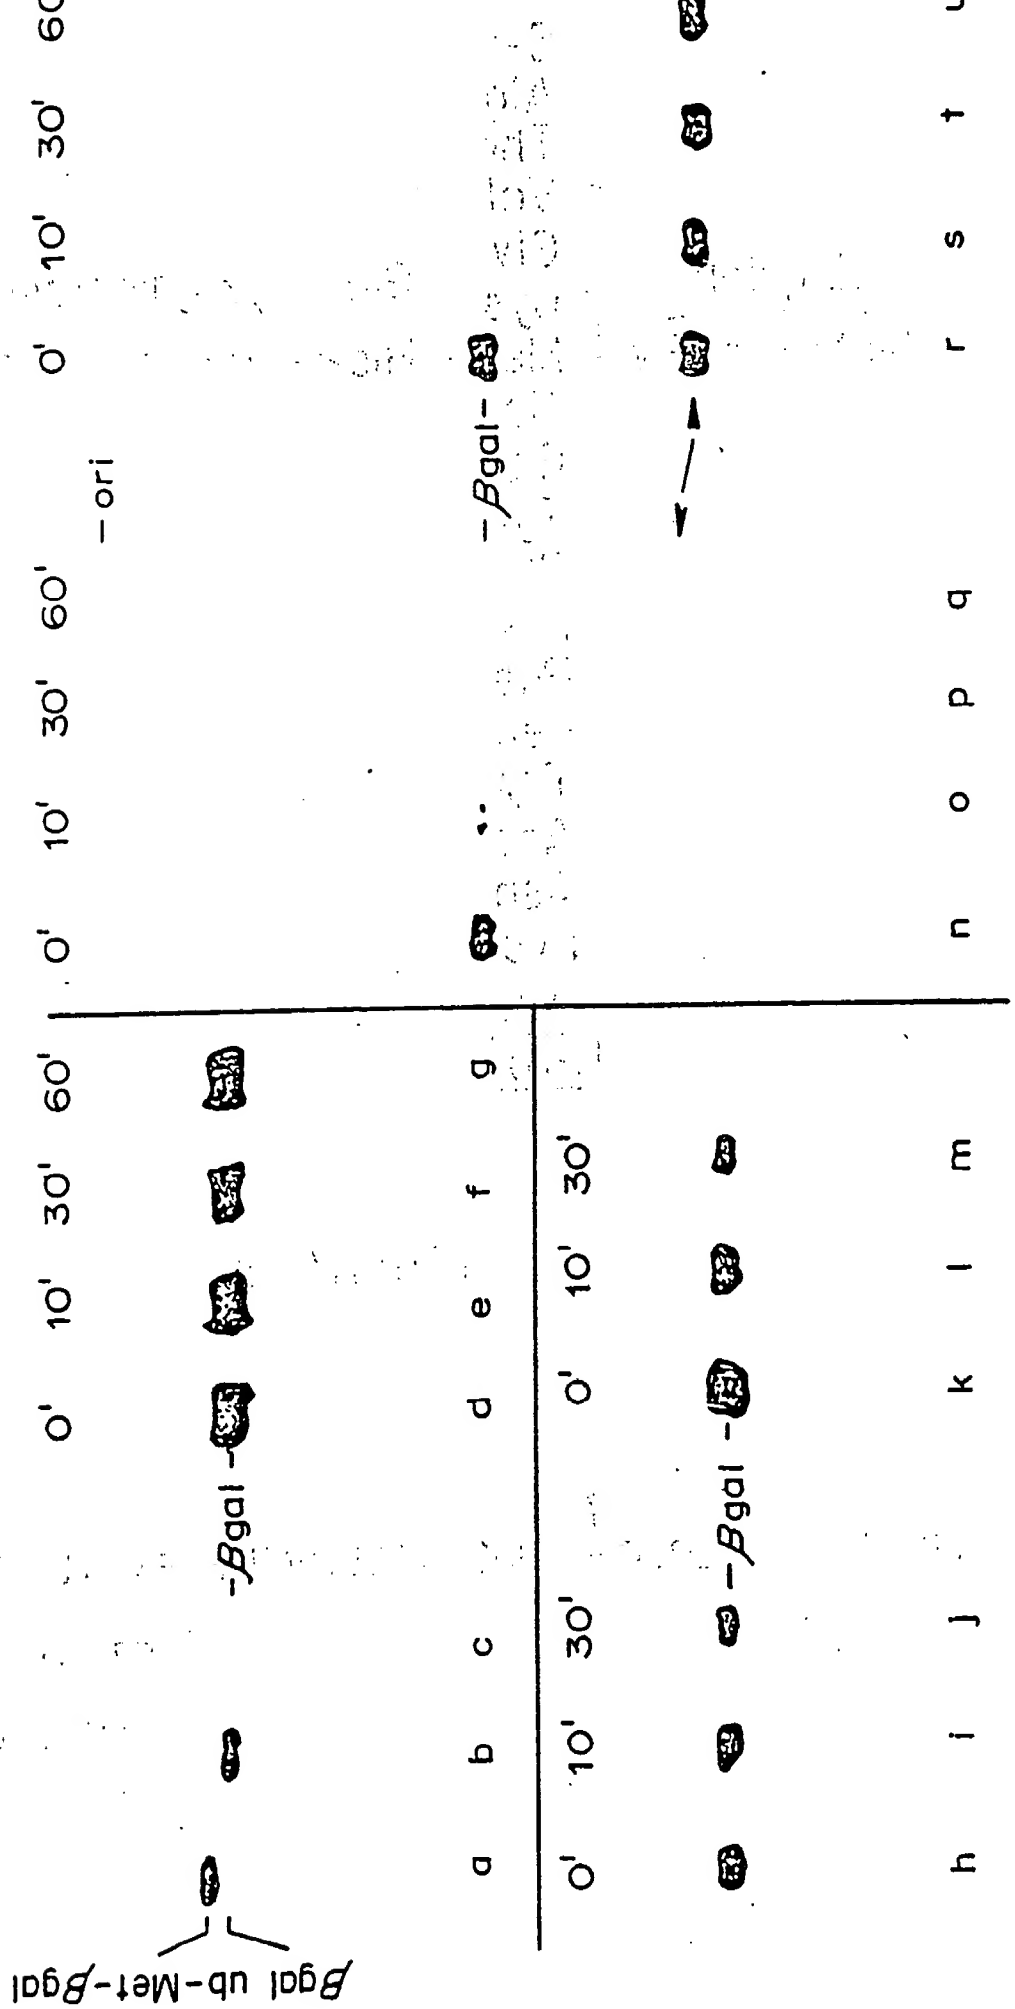 βgal ub-Met-βgal
0' 10' 30' 60'
-βgal-
a b c d e f g
0' 10' 30' 0' 10' 30'
-βgal-
h i j k l m
0' 10' 30' 60' 0' 10' 30' 60
-ori
-βgal-
n o p q r s t u